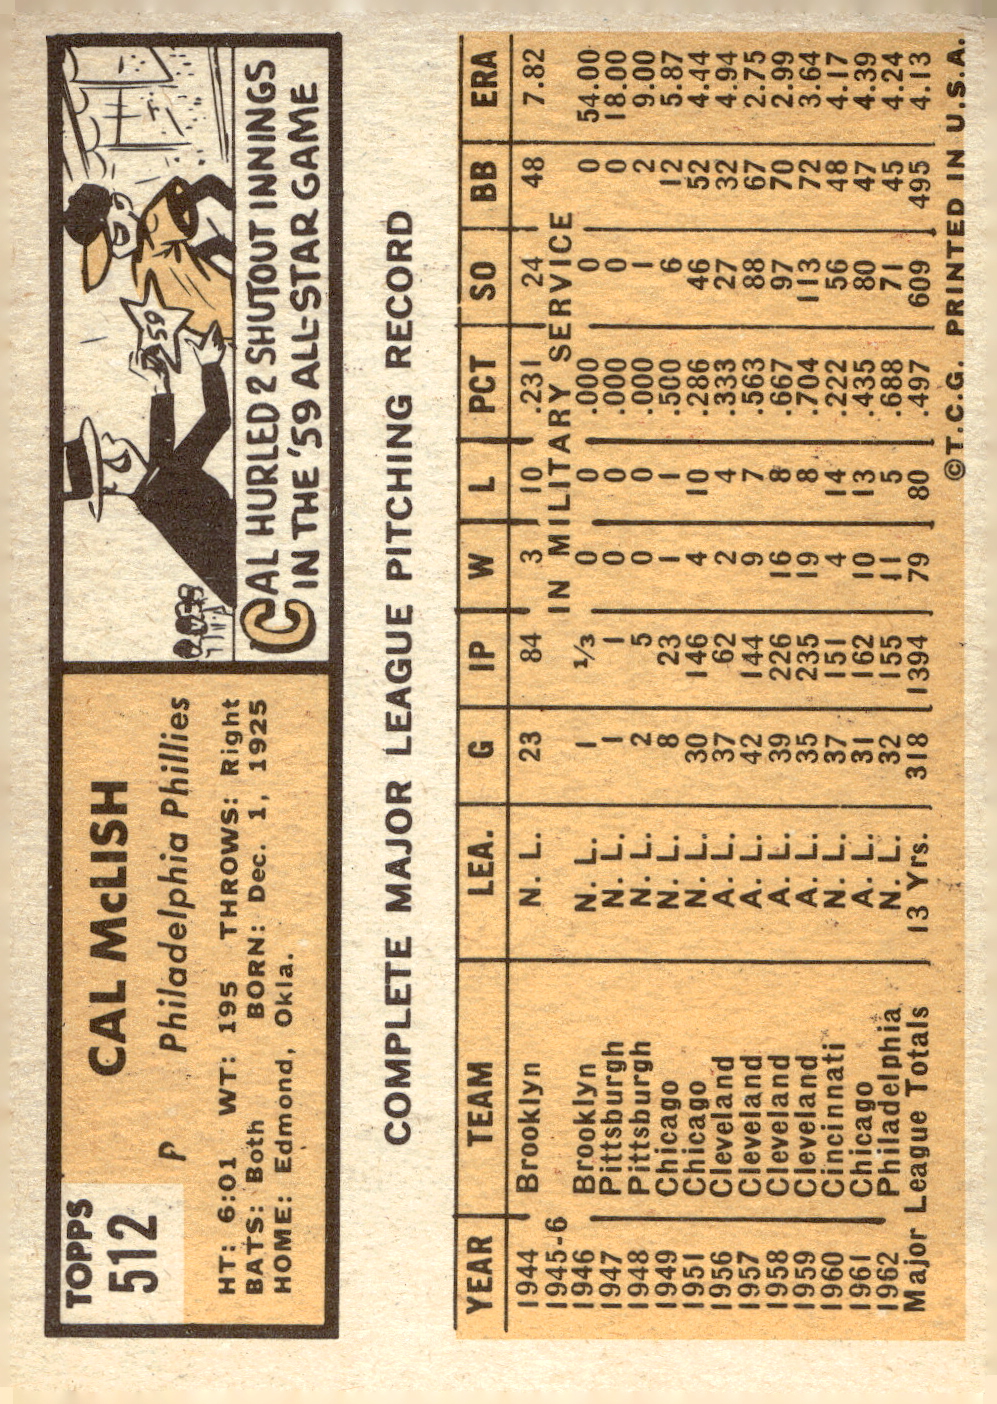 TOPPS
512
CAL McLISH
P Philadelphia Phillies
HT: 6:01 WT: 195 THROWS: Right
BATS: Both BORN: Dec. 1, 1925
HOME: Edmond, Okla.
'59
CAL HURLED 2 SHUTOUT INNINGS
IN THE '59 ALL-STAR GAME
COMPLETE MAJOR LEAGUE PITCHING RECORD
YEAR TEAM LEA. G IP W L PCT SO BB ERA
1944 Brooklyn N. L. 23 84 3 10 .231 24 48 7.82
1945-6 IN MILITARY SERVICE
1946 Brooklyn N. L. 1 1/3 0 0 .000 0 0 54.00
1947 Pittsburgh N. L. 1 1 0 0 .000 0 0 18.00
1948 Pittsburgh N. L. 2 5 0 0 .000 1 2 9.00
1949 Chicago N. L. 8 23 1 1 .500 6 12 5.87
1951 Chicago N. L. 30 146 4 10 .286 46 52 4.44
1956 Cleveland A. L. 37 62 2 4 .333 27 32 4.94
1957 Cleveland A. L. 42 144 9 7 .563 88 67 2.75
1958 Cleveland A. L. 39 226 16 8 .667 97 70 2.99
1959 Cleveland A. L. 35 235 19 8 .704 113 72 3.64
1960 Cincinnati N. L. 37 151 4 14 .222 56 48 4.17
1961 Chicago A. L. 31 162 10 13 .435 80 47 4.39
1962 Philadelphia N. L. 32 155 11 5 .688 71 45 4.24
Major League Totals 13 Yrs. 318 1394 79 80 .497 609 495 4.13
©T.C.G. PRINTED IN U.S.A.